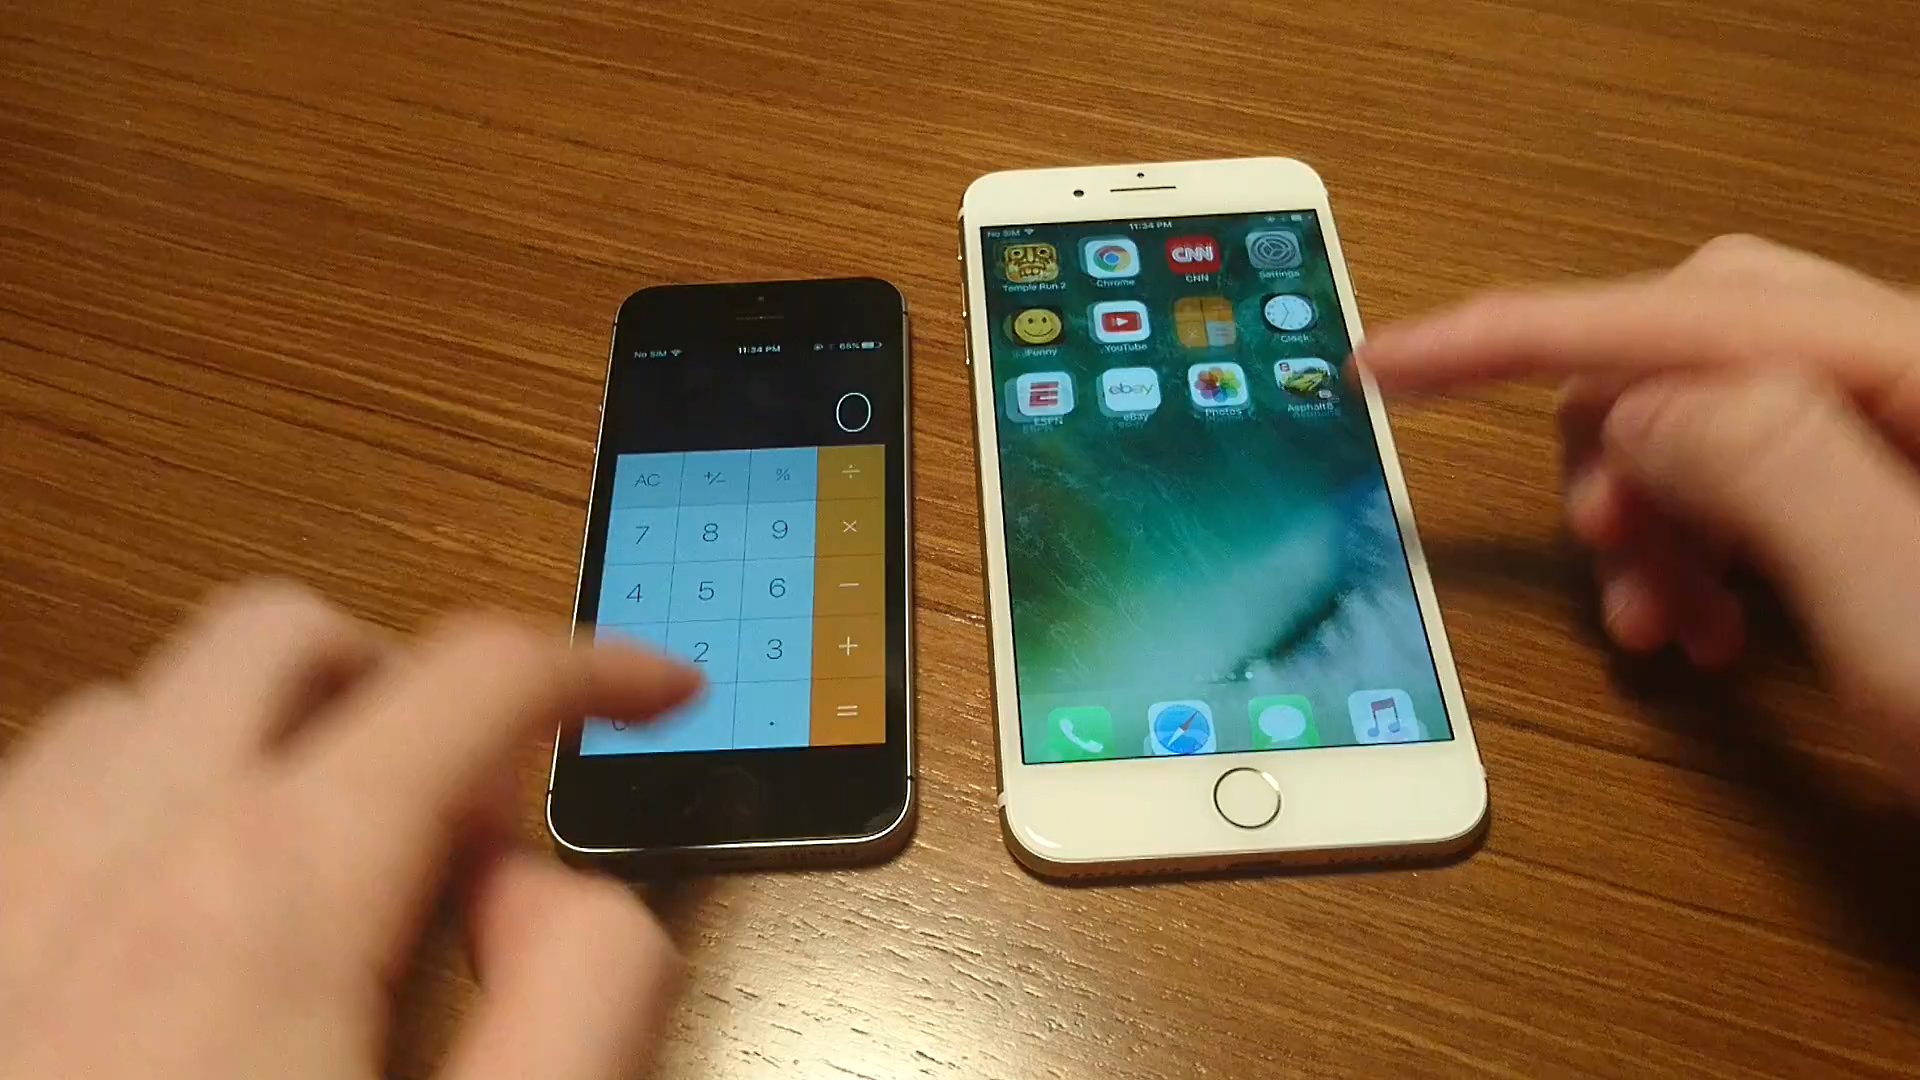 No SIM 11:34 PM 65%
0
AC +/- % ÷
7 8 9 ×
4 5 6 −
2 3 +
. =
No SIM 11:34 PM
CNN
Temple Run 2 Chrome CNN Settings
iFunny YouTube Clock
ebay
ESPN eBay Photos Asphalt8